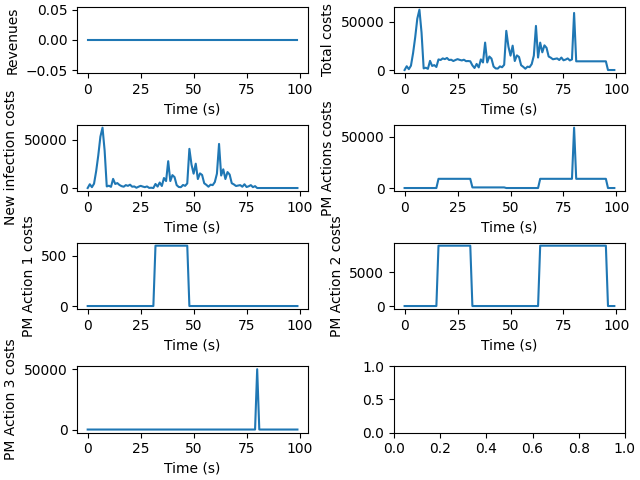 Revenues
0.05
0.00
−0.05
0 25 50 75 100
Time (s)
Total costs
50000
0
0 25 50 75 100
Time (s)
New infection costs
50000
0
0 25 50 75 100
Time (s)
PM Actions costs
50000
0
0 25 50 75 100
Time (s)
PM Action 1 costs
500
0
0 25 50 75 100
Time (s)
PM Action 2 costs
5000
0
0 25 50 75 100
Time (s)
PM Action 3 costs
50000
0
0 25 50 75 100
Time (s)
1.0
0.5
0.0
0.0 0.2 0.4 0.6 0.8 1.0